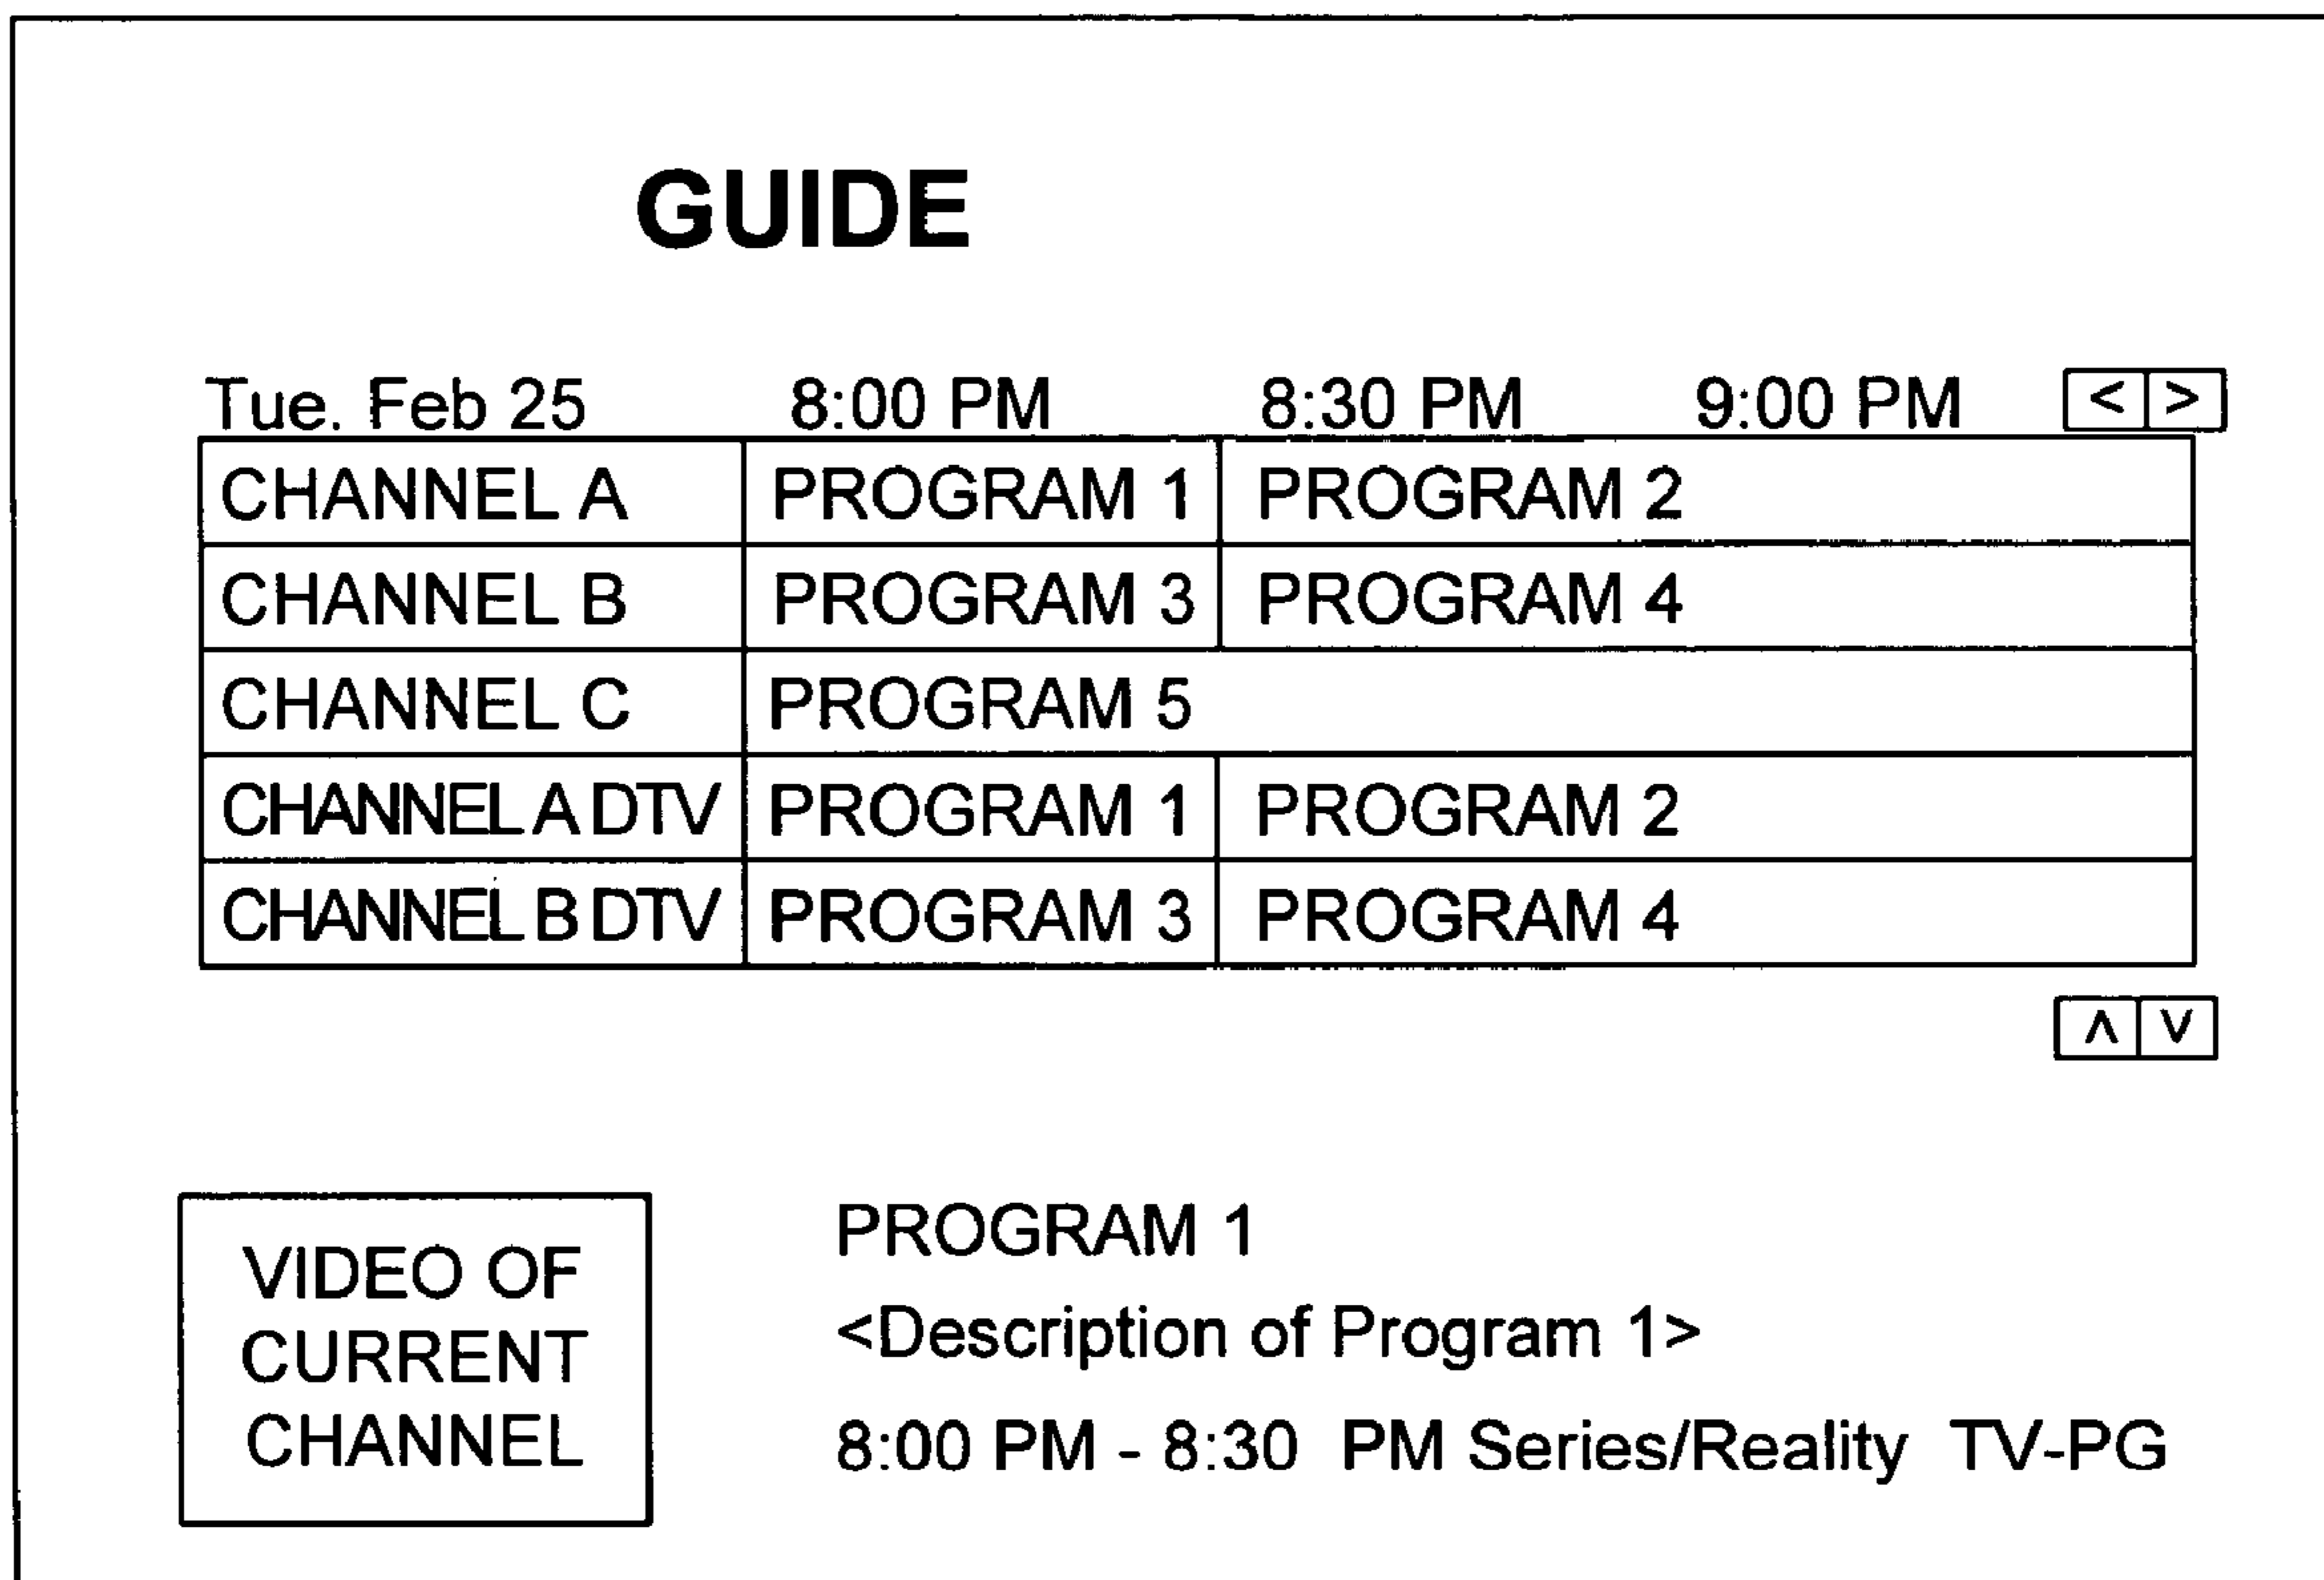 GUIDE
Tue. Feb 25 8:00 PM 8:30 PM 9:00 PM < >
CHANNEL A PROGRAM 1 PROGRAM 2
CHANNEL B PROGRAM 3 PROGRAM 4
CHANNEL C PROGRAM 5
CHANNEL A DTV PROGRAM 1 PROGRAM 2
CHANNEL B DTV PROGRAM 3 PROGRAM 4
Λ V
VIDEO OF
CURRENT
CHANNEL
PROGRAM 1
<Description of Program 1>
8:00 PM - 8:30 PM Series/Reality TV-PG